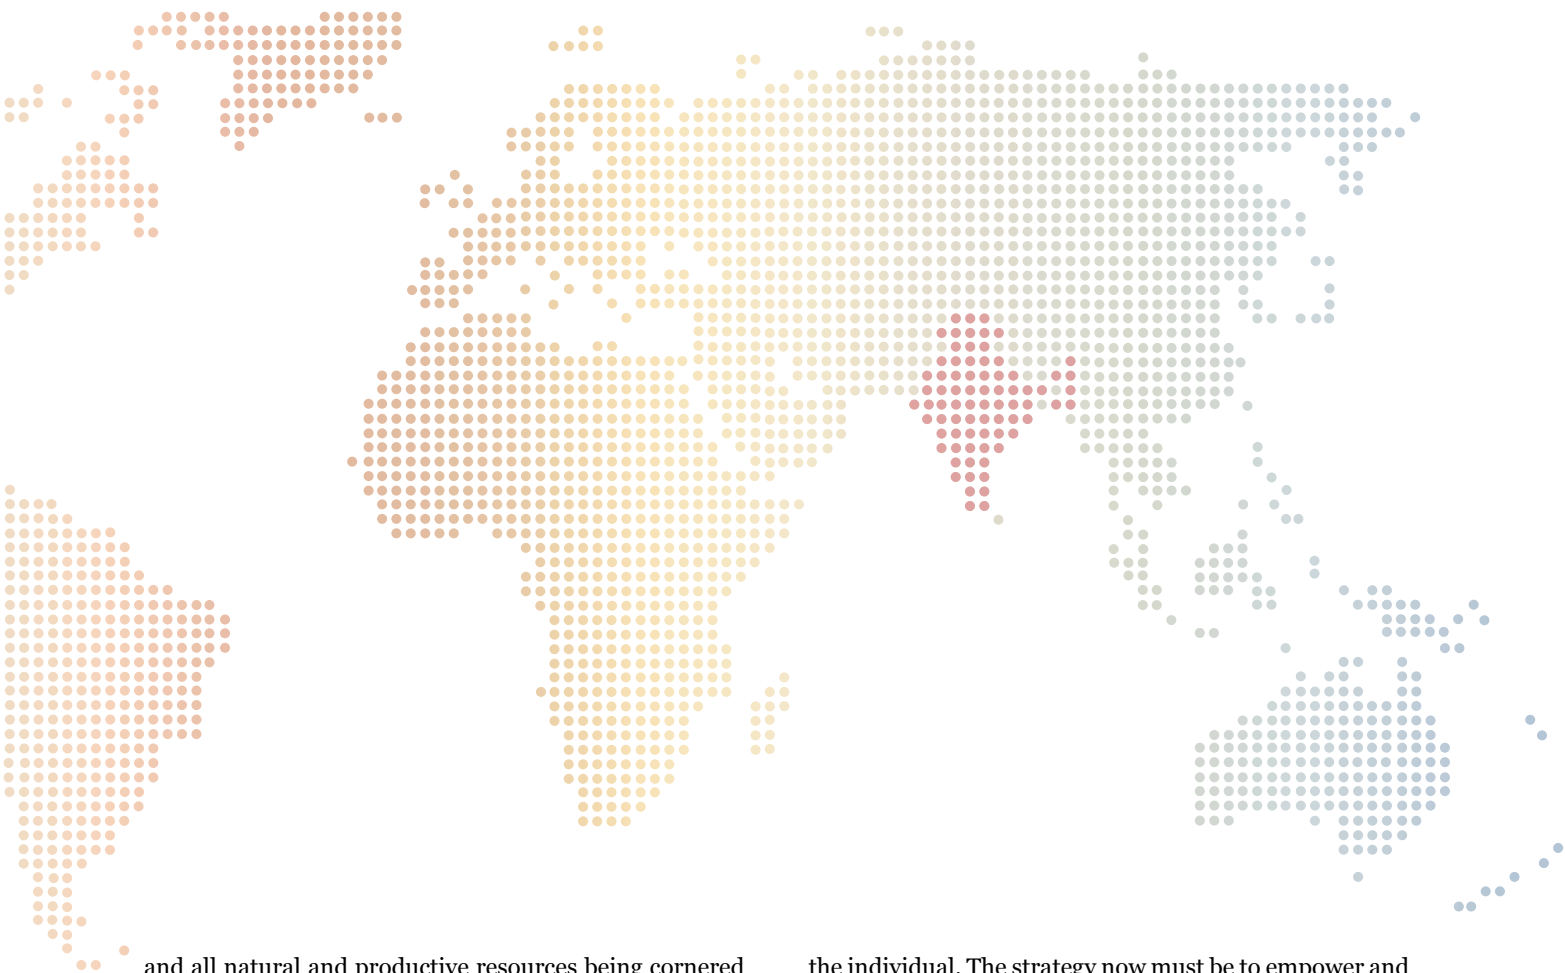 and all natural and productive resources being cornered
the individual. The strategy now must be to empower and